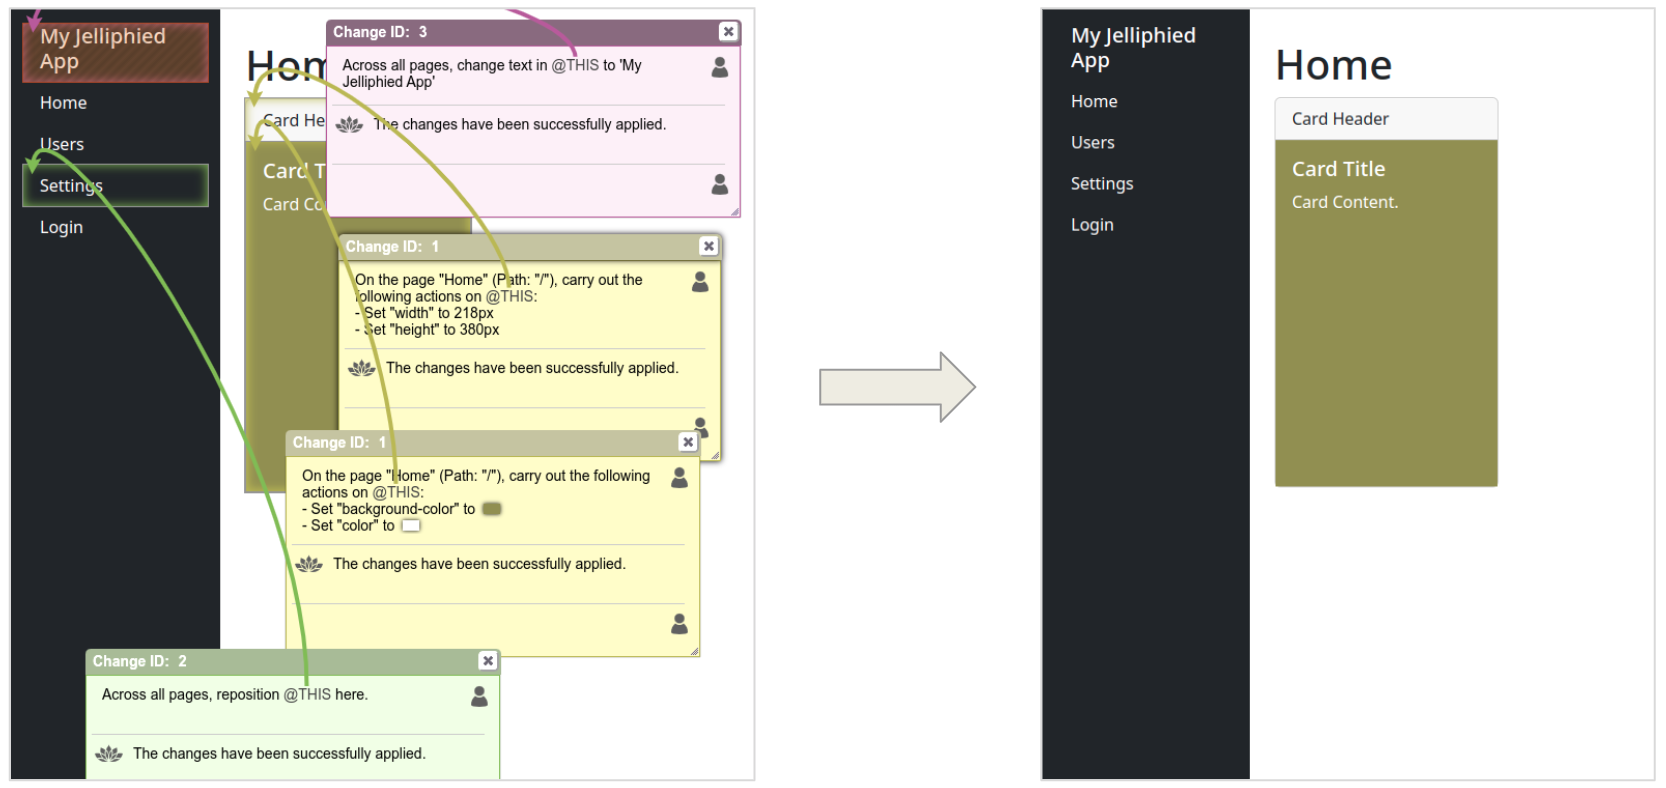 My Jelliphied
App
Home
Users
Settings
Login
Hom
Card He
Card T
Card Co
Change ID: 3
Across all pages, change text in @THIS to 'My
Jelliphied App'
The changes have been successfully applied.
Change ID: 1
On the page "Home" (Path: "/"), carry out the
following actions on @THIS:
- Set "width" to 218px
- Set "height" to 380px
The changes have been successfully applied.
Change ID: 1
On the page "Home" (Path: "/"), carry out the following
actions on @THIS:
- Set "background-color" to
- Set "color" to
The changes have been successfully applied.
Change ID: 2
Across all pages, reposition @THIS here.
The changes have been successfully applied.
My Jelliphied
App
Home
Users
Settings
Login
Home
Card Header
Card Title
Card Content.